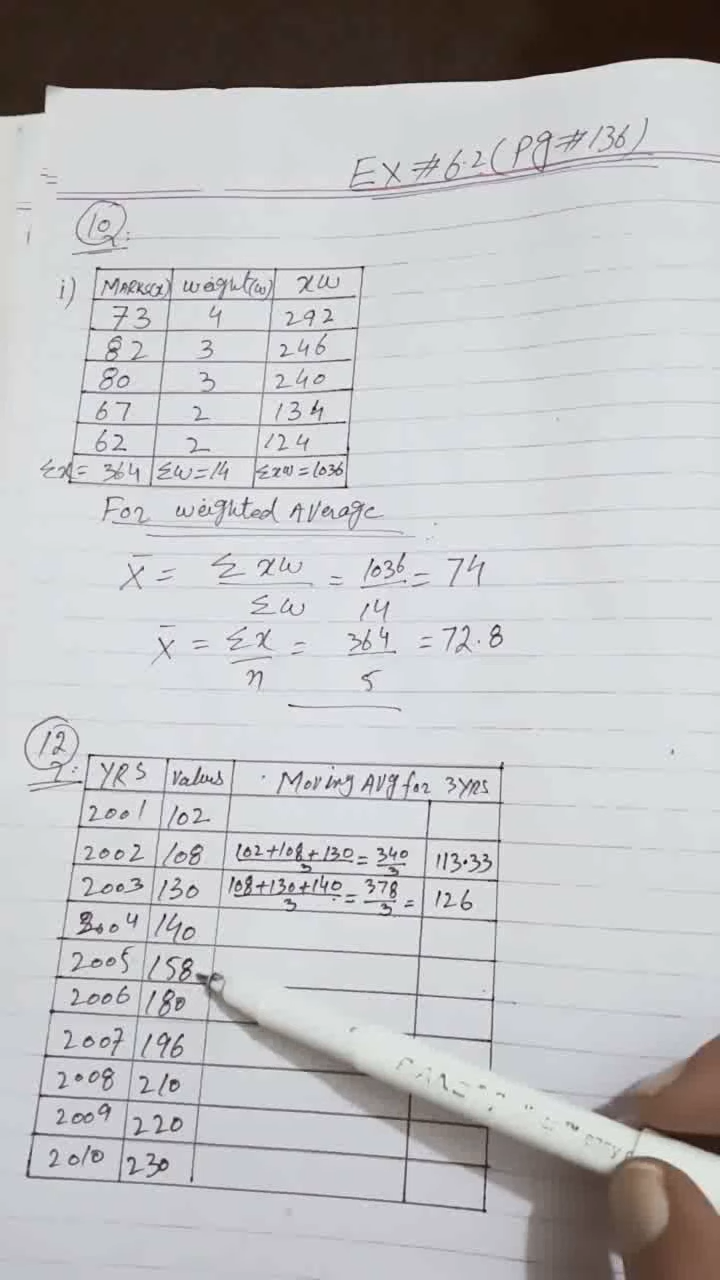 Ex # 6.2 (Pg # 136)
10
Q:
i) MARKS(x) weight(w) xw
73 4 292
82 3 246
80 3 240
67 2 134
62 2 124
Σx= 364 Σw=14 Σxw=1036
For weighted Average
X̄ = Σxw/Σw = 1036/14 = 74
X̄ = Σx/n = 364/5 = 72.8
12
Q: YRS values Moving Avg for 3 YRS
2001 102
2002 108 102+108+130/3 = 340/3 113.33
2003 130 108+130+140/3 = 378/3 = 126
2004 140
2005 158
2006 180
2007 196
2008 210
2009 220
2010 230